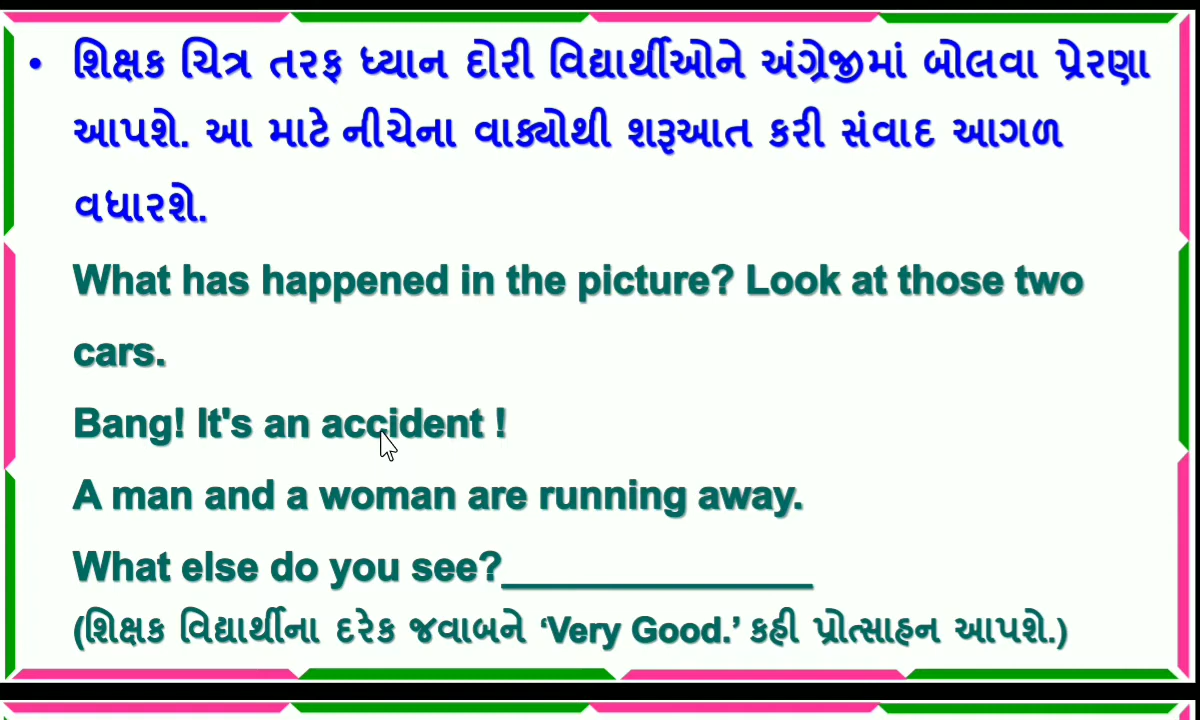 • શિક્ષક ચિત્ર તરફ ધ્યાન દોરી વિદ્યાર્થીઓને અંગ્રેજીમાં બોલવા પ્રેરણા
આપશે. આ માટે નીચેના વાક્યોથી શરૂઆત કરી સંવાદ આગળ
વધારશે.
What has happened in the picture? Look at those two
cars.
Bang! It's an accident !
A man and a woman are running away.
What else do you see?______________
(શિક્ષક વિદ્યાર્થીના દરેક જવાબને ‘Very Good.’ કહી પ્રોત્સાહન આપશે.)